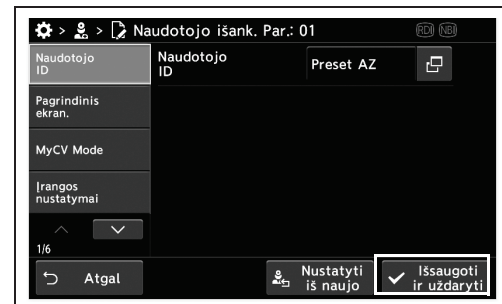 > > Naudotojo išank. Par.: 01 RDI NBI
Naudotojo
ID
Naudotojo
ID
Preset AZ
Pagrindinis
ekran.
MyCV Mode
Įrangos
nustatymai
1/6
Atgal
Nustatyti
iš naujo
Išsaugoti
ir uždaryti